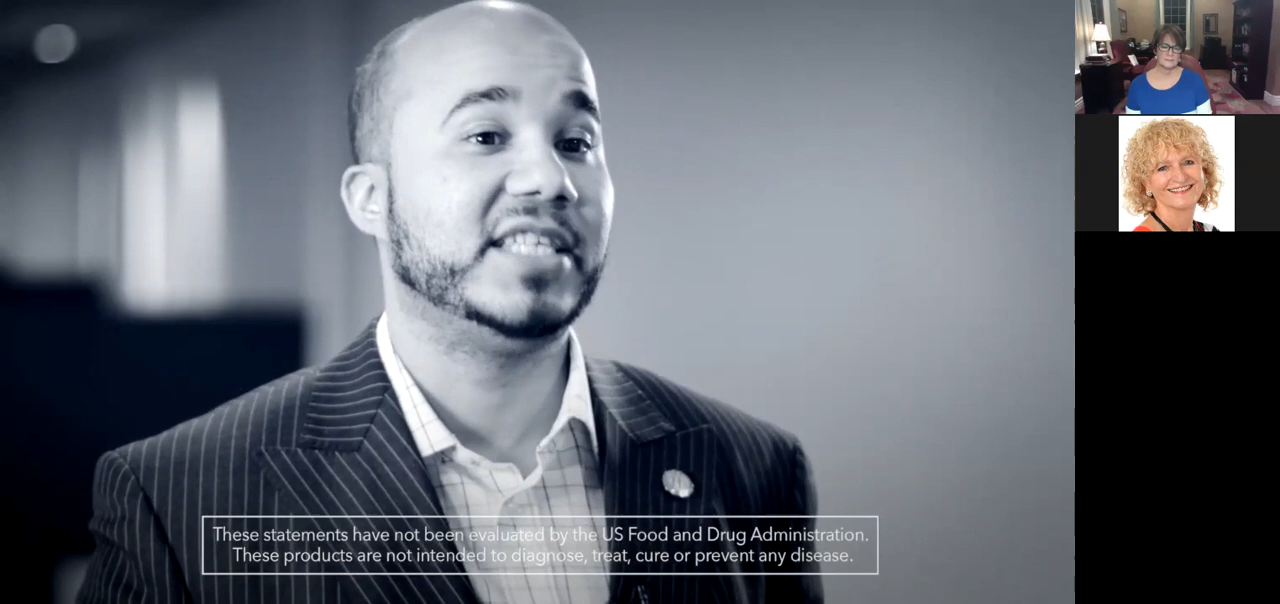 These statements have not been evaluated by the US Food and Drug Administration.
These products are not intended to diagnose, treat, cure or prevent any disease.